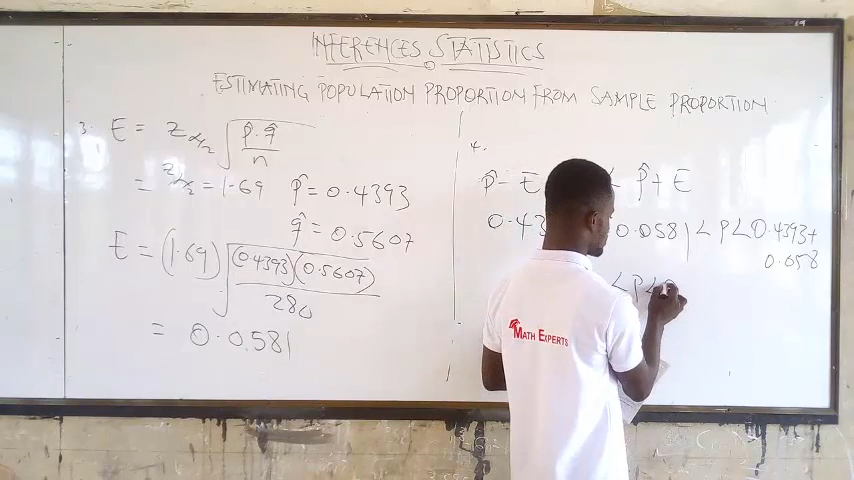 INFERENCES STATISTICS
ESTIMATING POPULATION PROPORTION FROM SAMPLE PROPORTION
3. E = Z α/2 √ p̂.q̂ / n
= Z α/2 = 1.69 p̂ = 0.4393
q̂ = 0.5607
E = (1.69) √ (0.4393)(0.5607) / 280
= 0.0581
4.
p̂ - E < p̂ + E
0.43 0.0581 < P < 0.4393 +
0.058
< P <
MATH EXPERTS